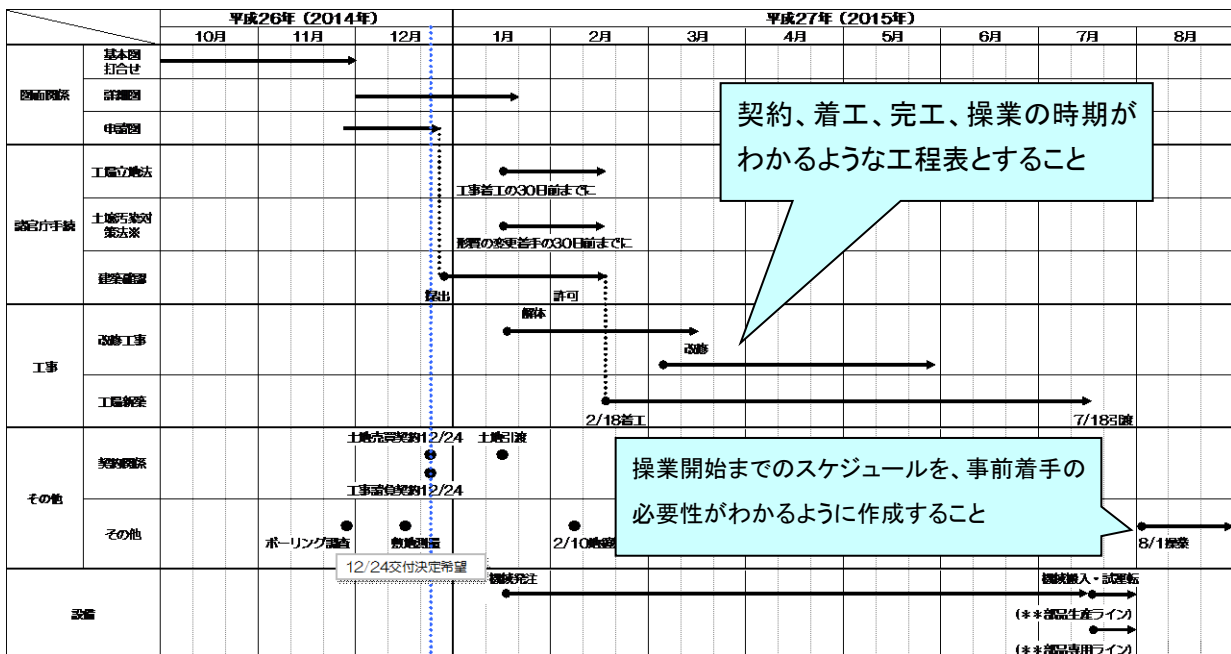 平成26年（2014年） 平成27年（2015年）
10月 11月 12月 1月 2月 3月 4月 5月 6月 7月 8月
図面関係
基本図
打合せ
詳細図
申請図
契約、着工、完工、操業の時期が
わかるような工程表とすること
諸官庁手続
工場立地法
工事着工の30日前までに
土壌汚染対
策法※
形質の変更着手の30日前までに
建築確認
提出 許可
工事
改修工事
解体
改修
工場新築
2/18着工 7/18引渡
その他
契約関係
土地売買契約12/24 土地引渡
工事請負契約12/24
操業開始までのスケジュールを、事前着手の
必要性がわかるように作成すること
その他
ボーリング調査 敷地測量 2/10地鎮 8/1操業
12/24交付決定希望
設備
機械発注 機械搬入・試運転
(＊＊部品生産ライン)
(＊＊部品専用ライン)